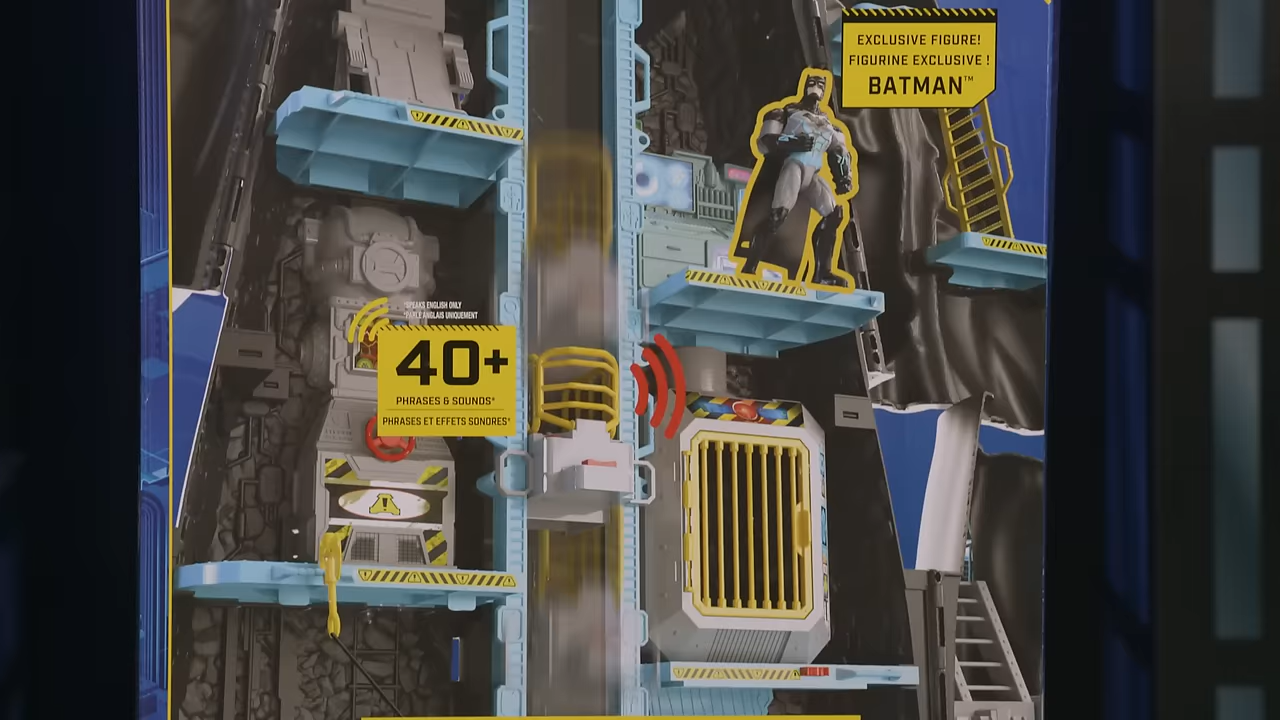 EXCLUSIVE FIGURE!
FIGURINE EXCLUSIVE !
BATMAN™
*SPEAKS ENGLISH ONLY
*PARLE ANGLAIS UNIQUEMENT
40+
PHRASES & SOUNDS*
PHRASES ET EFFETS SONORES*